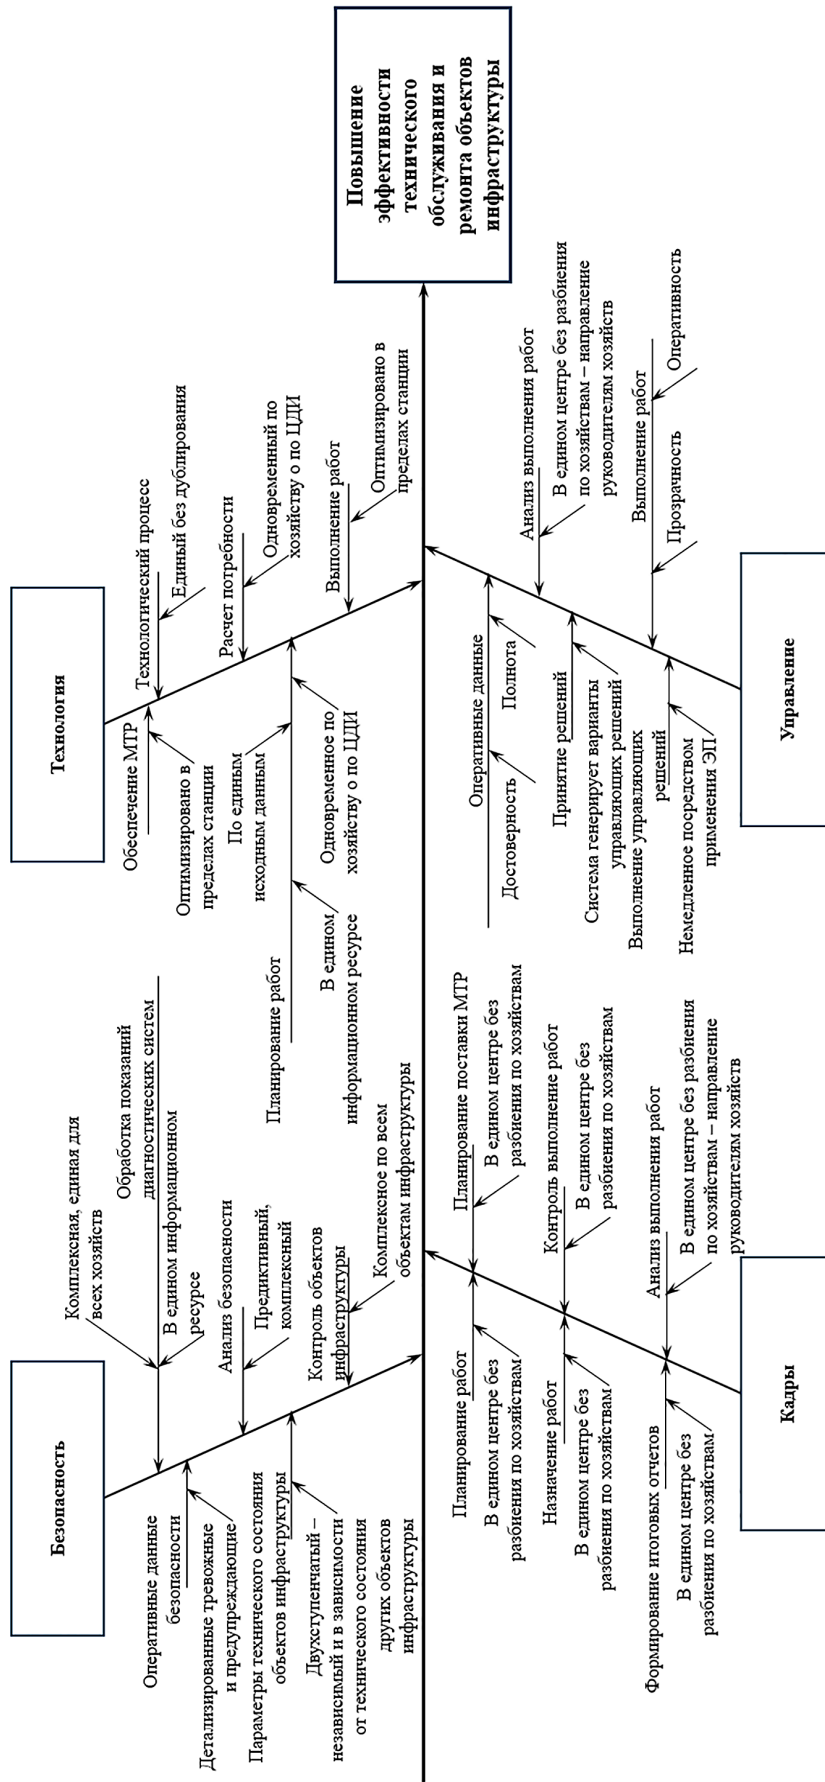 Безопасность
Комплексная, единая для
всех хозяйств
Обработка показаний
диагностических систем
В едином информационном
ресурсе
Оперативные данные
безопасности
Детализированные тревожные
и предупреждающие
Анализ безопасности
Предиктивный,
комплексный
Параметры технического состояния
объектов инфраструктуры
Двухступенчатый –
независимый и в зависимости
от технического состояния
других объектов
инфраструктуры
Контроль объектов
инфраструктуры
Комплексное по всем
объектам инфраструктуры
Технология
Обеспечение МТР
Оптимизировано в
пределах станции
Технологический процесс
Единый без дублирования
По единым
исходным данным
Планирование работ
В едином
информационном ресурсе
Одновременное по
хозяйству о по ЦДИ
Расчет потребности
Одновременный по
хозяйству о по ЦДИ
Выполнение работ
Оптимизировано в
пределах станции
Повышение
эффективности
технического
обслуживания и
ремонта объектов
инфраструктуры
Планирование работ
В едином центре без
разбиения по хозяйствам
Планирование поставки МТР
В едином центре без
разбиения по хозяйствам
Назначение работ
В едином центре без
разбиения по хозяйствам
Контроль выполнение работ
В едином центре без
разбиения по хозяйствам
Формирование итоговых отчетов
В едином центре без
разбиения по хозяйствам
Анализ выполнения работ
В едином центре без разбиения
по хозяйствам – направление
руководителям хозяйств
Кадры
Оперативные данные
Достоверность
Полнота
Анализ выполнения работ
В едином центре без разбиения
по хозяйствам – направление
руководителям хозяйств
Принятие решений
Система генерирует варианты
управляющих решений
Выполнение управляющих
решений
Немедленное посредством
применения ЭП
Выполнение работ
Прозрачность
Оперативность
Управление